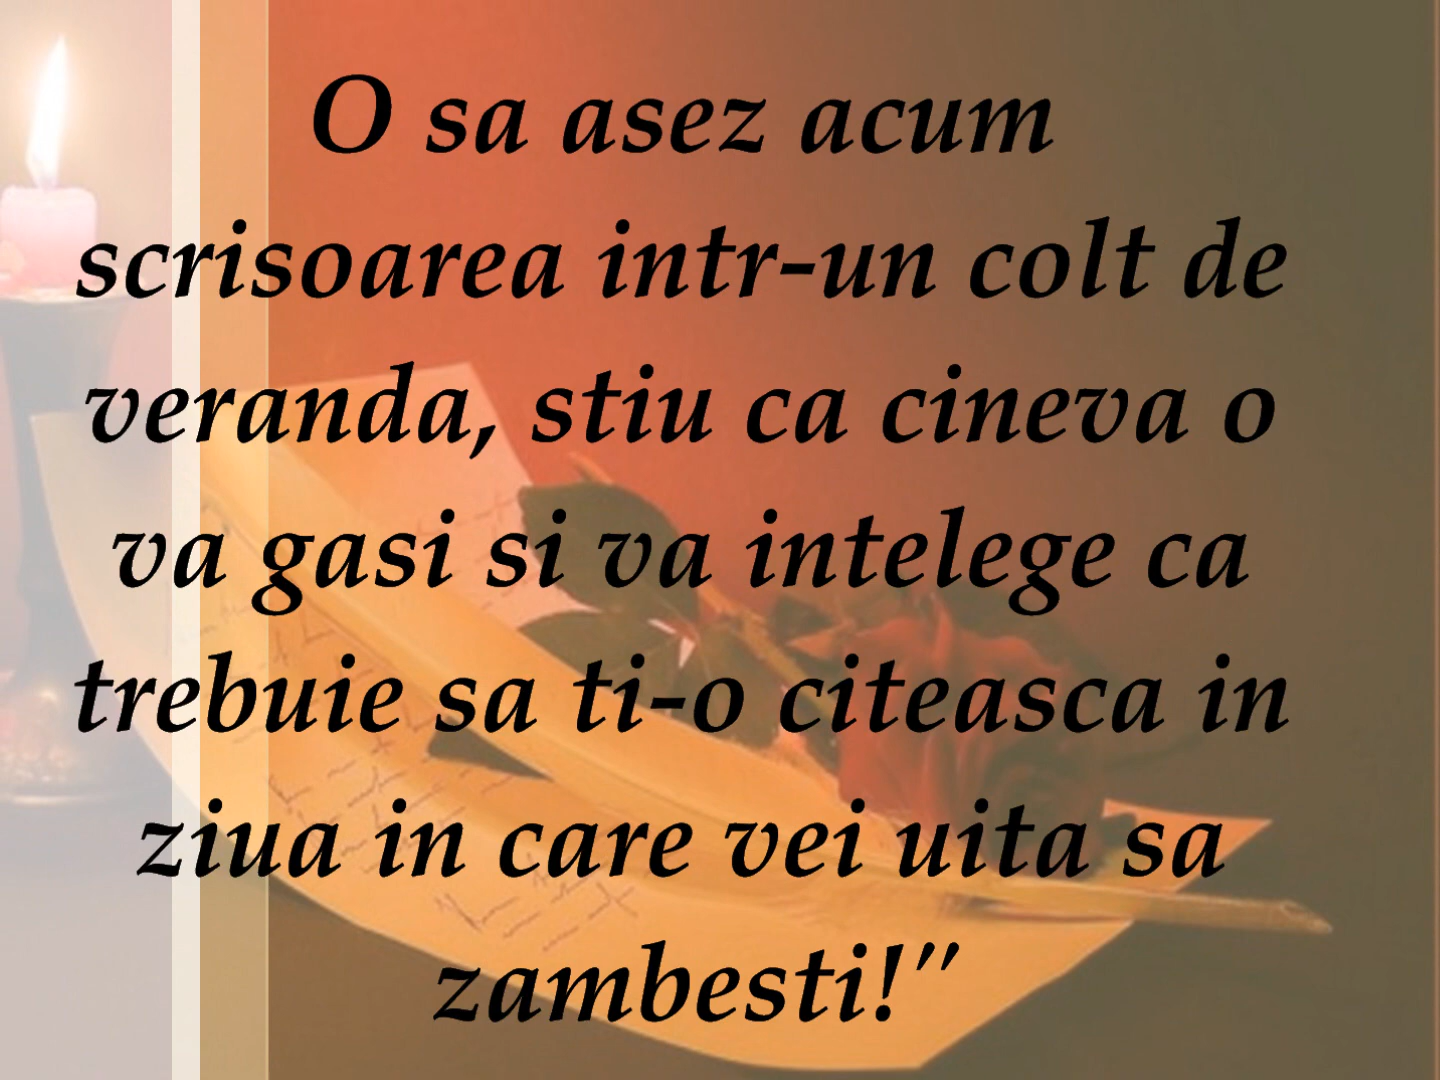 O sa asez acum
scrisoarea intr-un colt de
veranda, stiu ca cineva o
va gasi si va intelege ca
trebuie sa ti-o citeasca in
ziua in care vei uita sa
zambesti!”